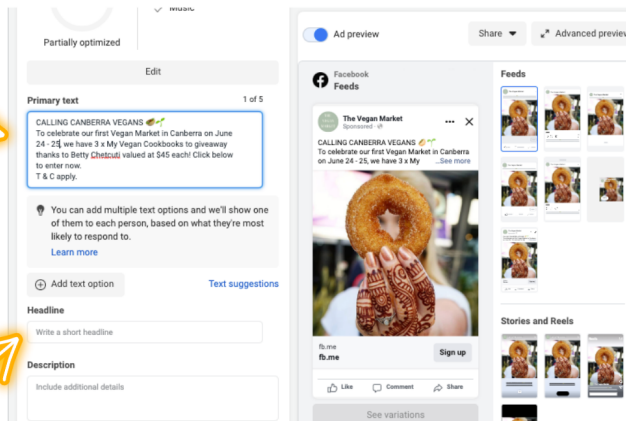 Music
Partially optimized
Edit
Primary text
1 of 5
CALLING CANBERRA VEGANS 🥑🌱
To celebrate our first Vegan Market in Canberra on June
24 - 25, we have 3 x My Vegan Cookbooks to giveaway
thanks to Betty Chetcuti valued at $45 each! Click below
to enter now.
T & C apply.
You can add multiple text options and we'll show one
of them to each person, based on what they're most
likely to respond to.
Learn more
Add text option
Text suggestions
Headline
Write a short headline
Description
Include additional details
Ad preview
Share
Advanced preview
Facebook
Feeds
The Vegan Market
Sponsored ·
CALLING CANBERRA VEGANS 🥑🌱
To celebrate our first Vegan Market in Canberra
on June 24 - 25, we have 3 x My ...See more
fb.me
fb.me
Sign up
Like
Comment
Share
See variations
Feeds
Stories and Reels